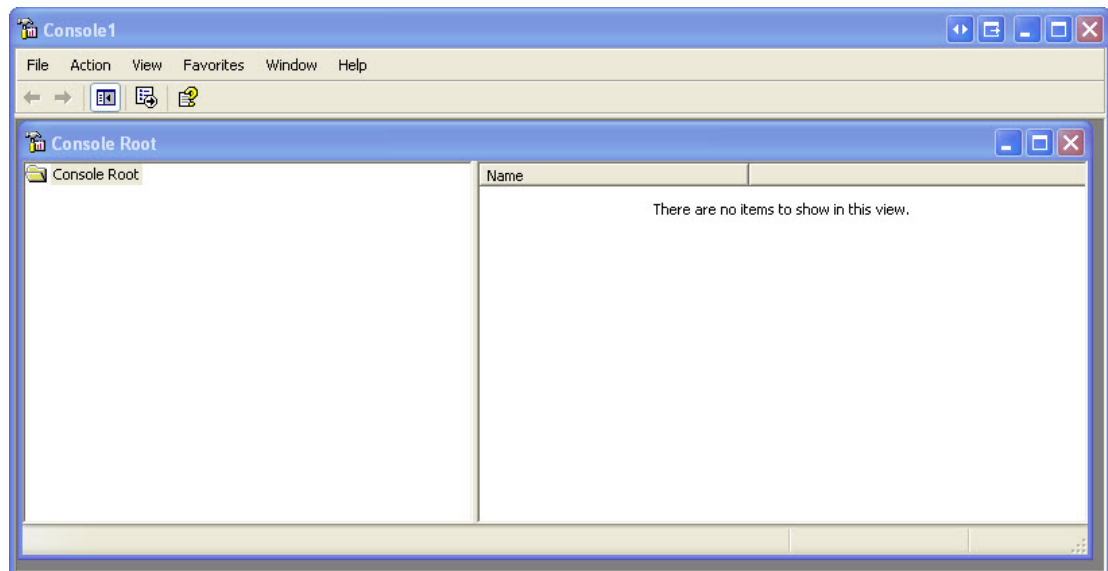 Console1
File Action View Favorites Window Help
Console Root
Console Root
Name
There are no items to show in this view.